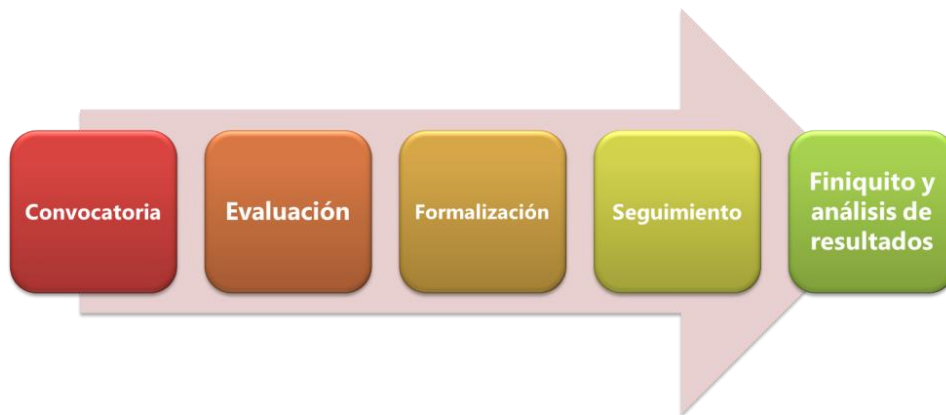 Convocatoria
Evaluación
Formalización
Seguimiento
Finiquito y
análisis de
resultados